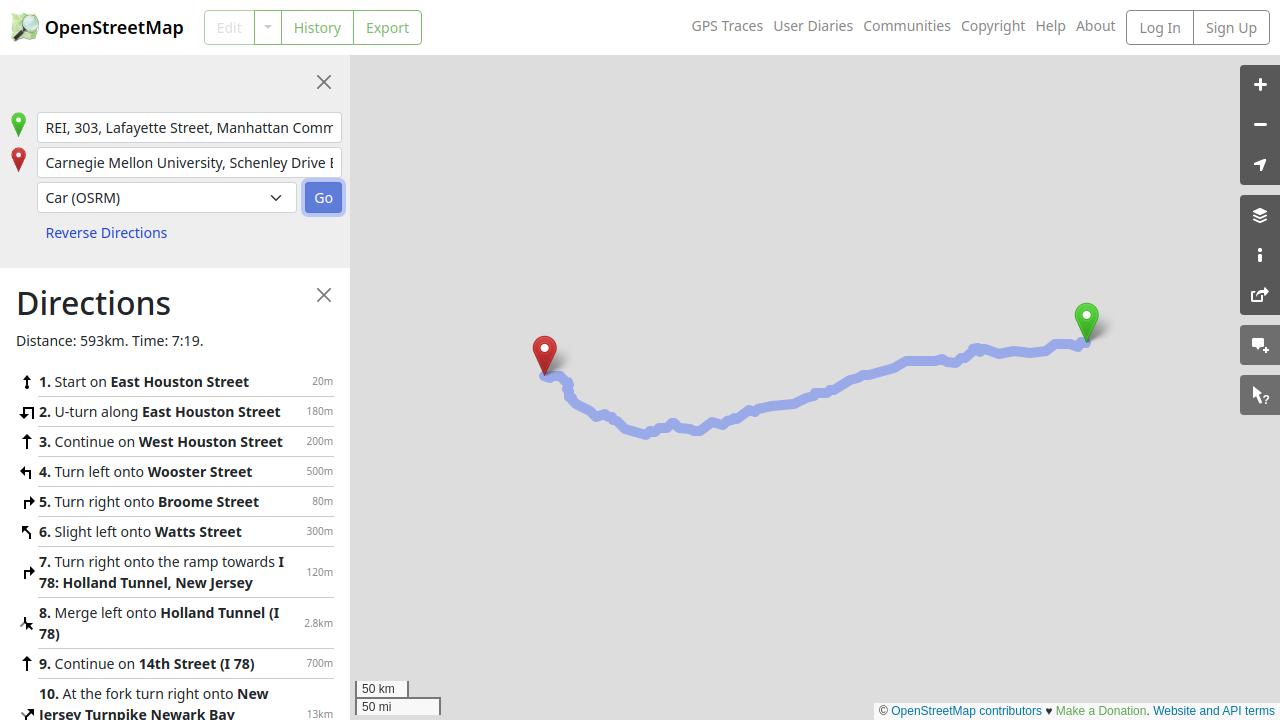 OpenStreetMap
Edit
History
Export
GPS Traces
User Diaries
Communities
Copyright
Help
About
Log In
Sign Up
REI, 303, Lafayette Street, Manhattan Comm
Carnegie Mellon University, Schenley Drive E
Car (OSRM)
Go
Reverse Directions
Directions
Distance: 593km. Time: 7:19.
1. Start on East Houston Street 20m
2. U-turn along East Houston Street 180m
3. Continue on West Houston Street 200m
4. Turn left onto Wooster Street 500m
5. Turn right onto Broome Street 80m
6. Slight left onto Watts Street 300m
7. Turn right onto the ramp towards I
78: Holland Tunnel, New Jersey 120m
8. Merge left onto Holland Tunnel (I
78) 2.8km
9. Continue on 14th Street (I 78) 700m
10. At the fork turn right onto New
Jersey Turnpike Newark Bay 13km
50 km
50 mi
© OpenStreetMap contributors ♥ Make a Donation. Website and API terms